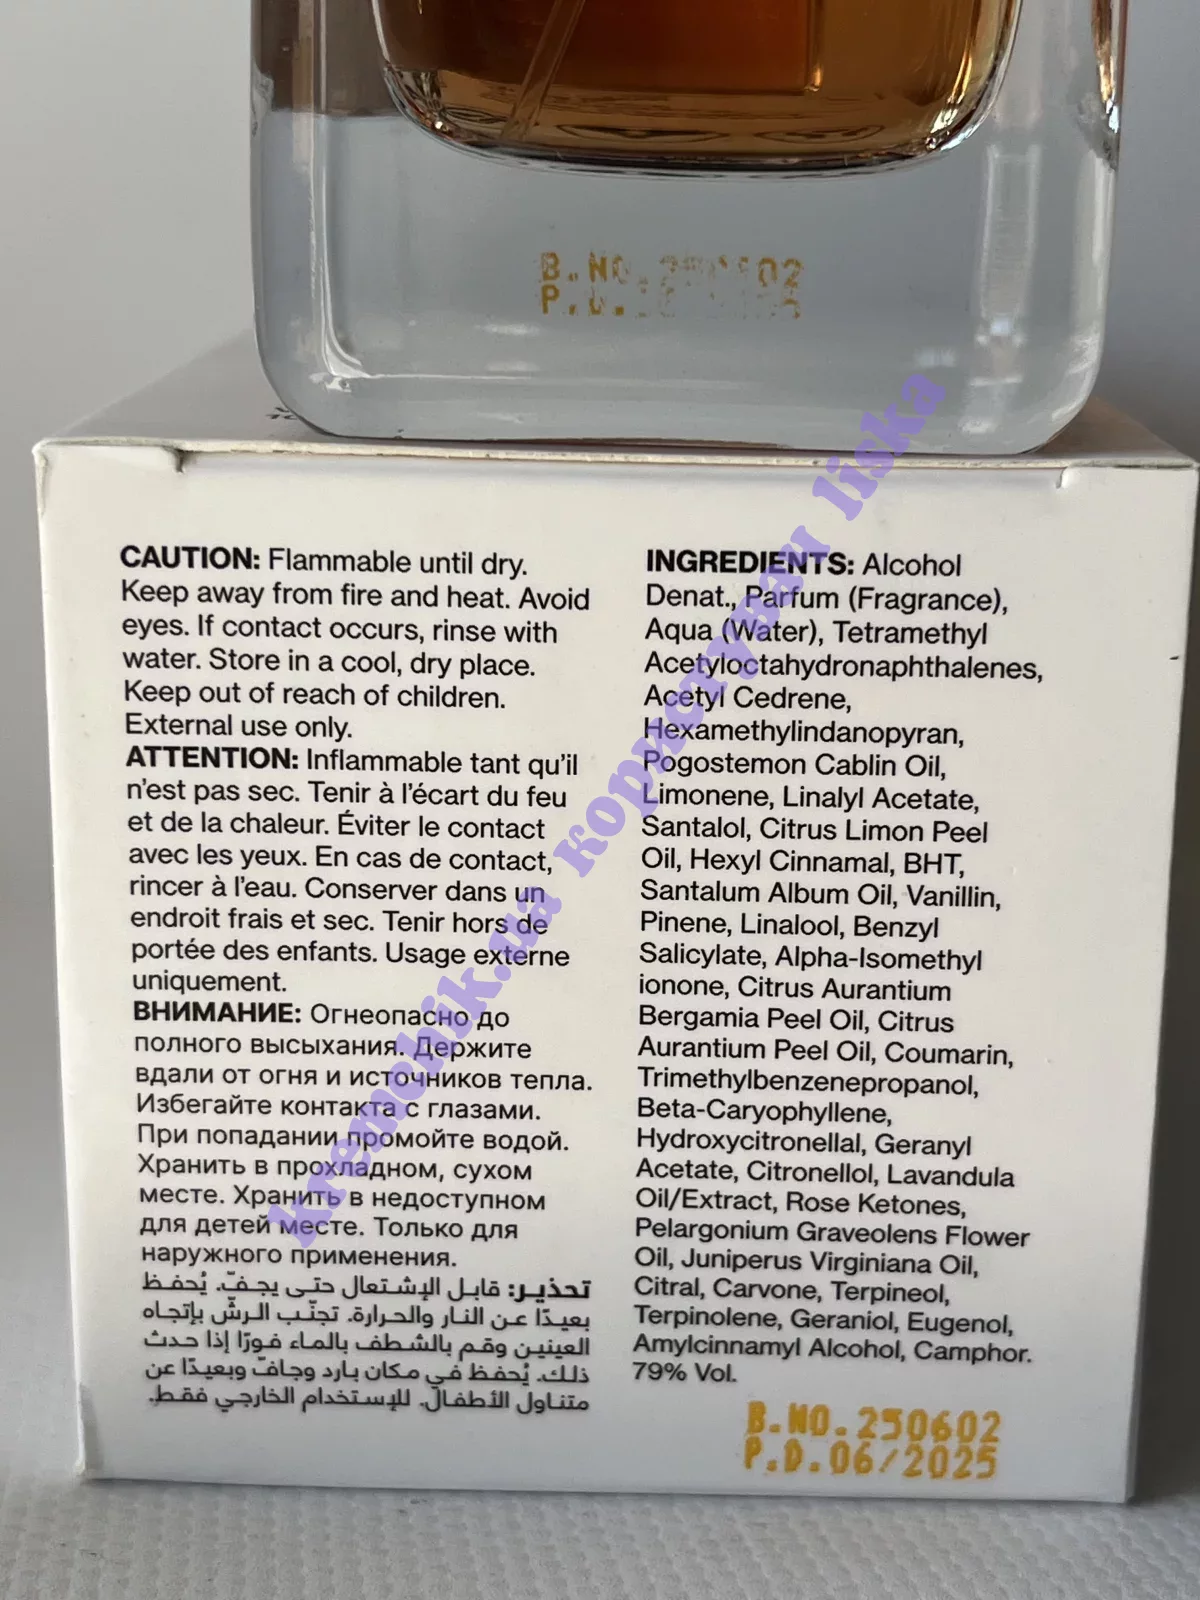 B.NO.
P.D.
CAUTION: Flammable until dry.
Keep away from fire and heat. Avoid
eyes. If contact occurs, rinse with
water. Store in a cool, dry place.
Keep out of reach of children.
External use only.
ATTENTION: Inflammable tant qu'il
n'est pas sec. Tenir à l'écart du feu
et de la chaleur. Éviter le contact
avec les yeux. En cas de contact,
rincer à l'eau. Conserver dans un
endroit frais et sec. Tenir hors de
portée des enfants. Usage externe
uniquement.
ВНИМАНИЕ: Огнеопасно до
полного высыхания. Держите
вдали от огня и источников тепла.
Избегайте контакта с глазами.
При попадании промойте водой.
Хранить в прохладном, сухом
месте. Хранить в недоступном
для детей месте. Только для
наружного применения.
تحذير: قابل الإشتعال حتى يجفّ. يُحفظ
بعيدًا عن النار والحرارة. تجنّب الرشّ بإتجاه
العينين وقم بالشطف بالماء فورًا إذا حدث
ذلك. يُحفظ في مكان بارد وجافّ وبعيدًا عن
متناول الأطفال. للإستخدام الخارجي فقط.
INGREDIENTS: Alcohol
Denat., Parfum (Fragrance),
Aqua (Water), Tetramethyl
Acetyloctahydronaphthalenes,
Acetyl Cedrene,
Hexamethylindanopyran,
Pogostemon Cablin Oil,
Limonene, Linalyl Acetate,
Santalol, Citrus Limon Peel
Oil, Hexyl Cinnamal, BHT,
Santalum Album Oil, Vanillin,
Pinene, Linalool, Benzyl
Salicylate, Alpha-Isomethyl
ionone, Citrus Aurantium
Bergamia Peel Oil, Citrus
Aurantium Peel Oil, Coumarin,
Trimethylbenzenepropanol,
Beta-Caryophyllene,
Hydroxycitronellal, Geranyl
Acetate, Citronellol, Lavandula
Oil/Extract, Rose Ketones,
Pelargonium Graveolens Flower
Oil, Juniperus Virginiana Oil,
Citral, Carvone, Terpineol,
Terpinolene, Geraniol, Eugenol,
Amylcinnamyl Alcohol, Camphor.
79% Vol.
B.NO.250602
P.D.06/2025
kremchik.ua користувач liska